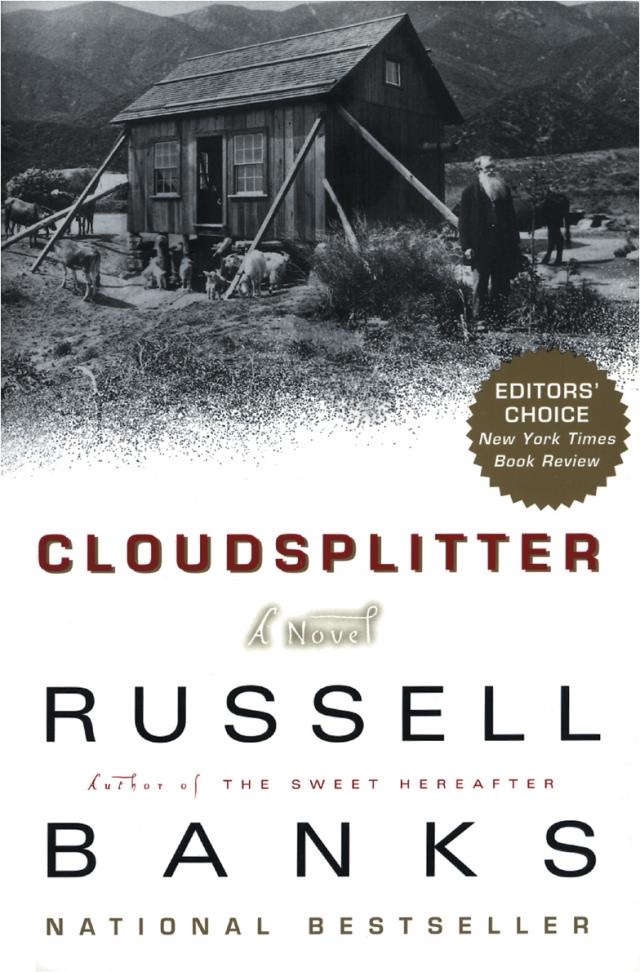 EDITORS'
CHOICE
New York Times
Book Review
CLOUDSPLITTER
A Novel
RUSSELL
Author of THE SWEET HEREAFTER
BANKS
NATIONAL BESTSELLER